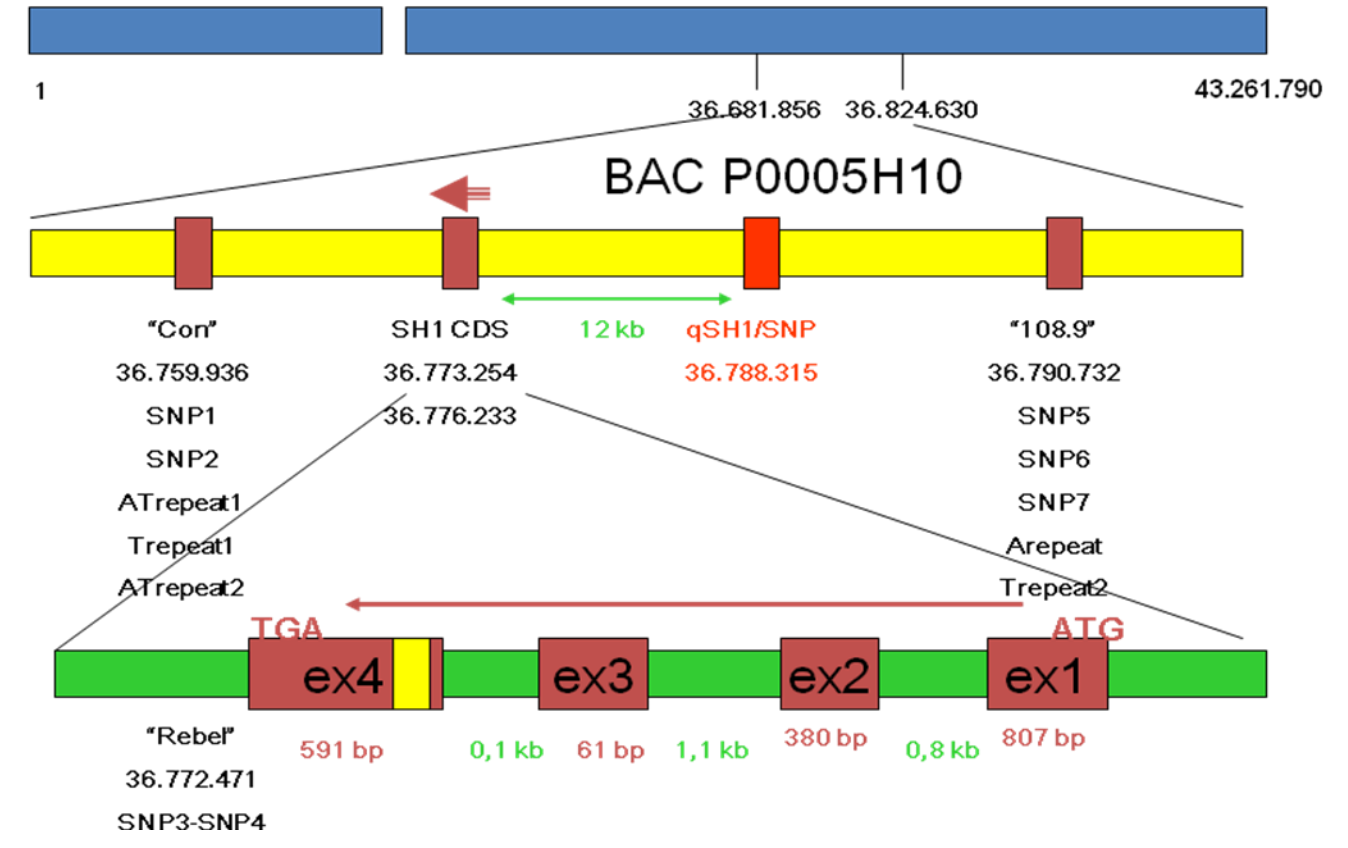 1
43.261.790
36.681.856
36.824.630
BAC P0005H10
“Con”
SH1 CDS
12 kb
qSH1/SNP
“108.9”
36.759.936
36.773.254
36.788.315
36.790.732
SNP1
36.776.233
SNP5
SNP2
SNP6
ATrepeat1
SNP7
Trepeat1
Arepeat
ATrepeat2
Trepeat2
TGA
ATG
ex4
ex3
ex2
ex1
“Rebel”
591 bp
0,1 kb
61 bp
1,1 kb
380 bp
0,8 kb
807 bp
36.772.471
SNP3-SNP4